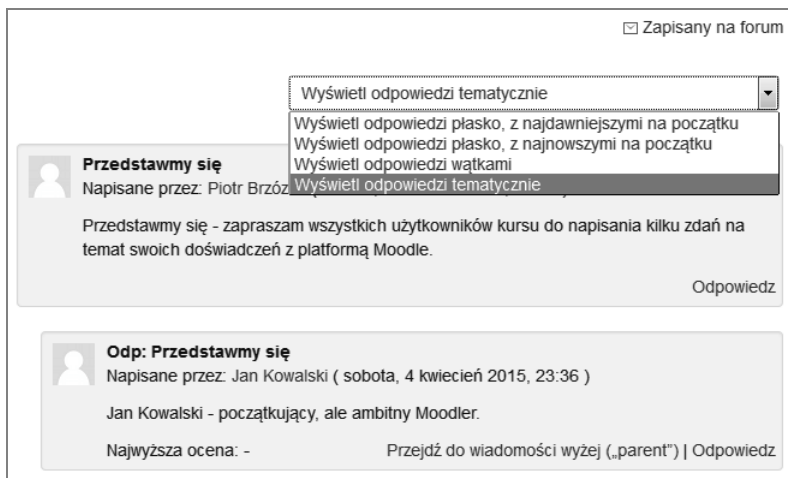 Zapisany na forum
Wyświetl odpowiedzi tematycznie
Wyświetl odpowiedzi płasko, z najdawniejszymi na początku
Wyświetl odpowiedzi płasko, z najnowszymi na początku
Wyświetl odpowiedzi wątkami
Wyświetl odpowiedzi tematycznie
Przedstawmy się
Napisane przez: Piotr
Przedstawmy się - zapraszam wszystkich użytkowników kursu do napisania kilku zdań na
temat swoich doświadczeń z platformą Moodle.
Odpowiedz
Odp: Przedstawmy się
Napisane przez: Jan Kowalski ( sobota, 4 kwiecień 2015, 23:36 )
Jan Kowalski - początkujący, ale ambitny Moodler.
Najwyższa ocena: - Przejdź do wiadomości wyżej („parent”) | Odpowiedz